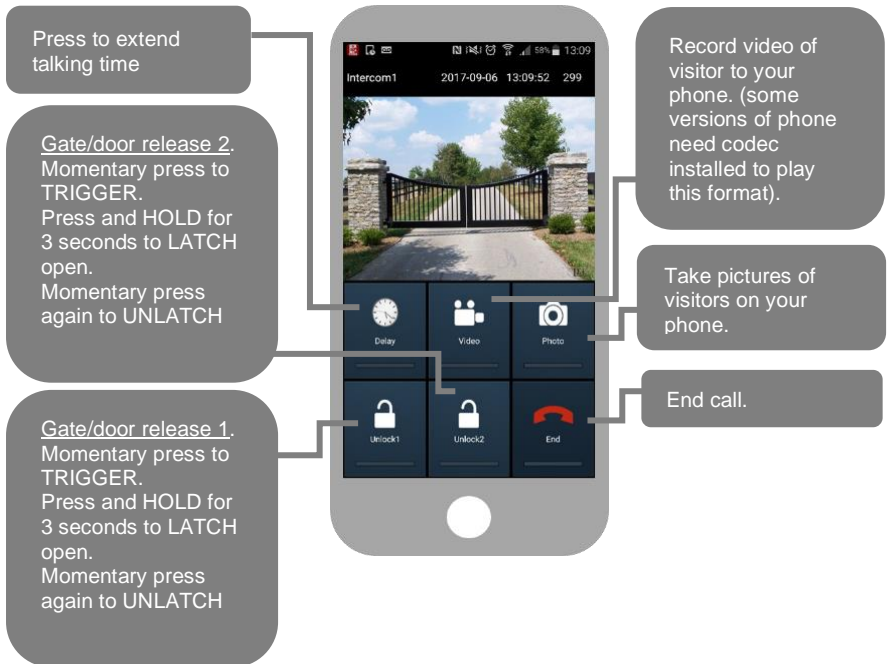 Press to extend
talking time
Gate/door release 2.
Momentary press to
TRIGGER.
Press and HOLD for
3 seconds to LATCH
open.
Momentary press
again to UNLATCH
Gate/door release 1.
Momentary press to
TRIGGER.
Press and HOLD for
3 seconds to LATCH
open.
Momentary press
again to UNLATCH
58% 13:09
Intercom1 2017-09-06 13:09:52 299
Delay Video Photo
Unlock1 Unlock2 End
Record video of
visitor to your
phone. (some
versions of phone
need codec
installed to play
this format).
Take pictures of
visitors on your
phone.
End call.